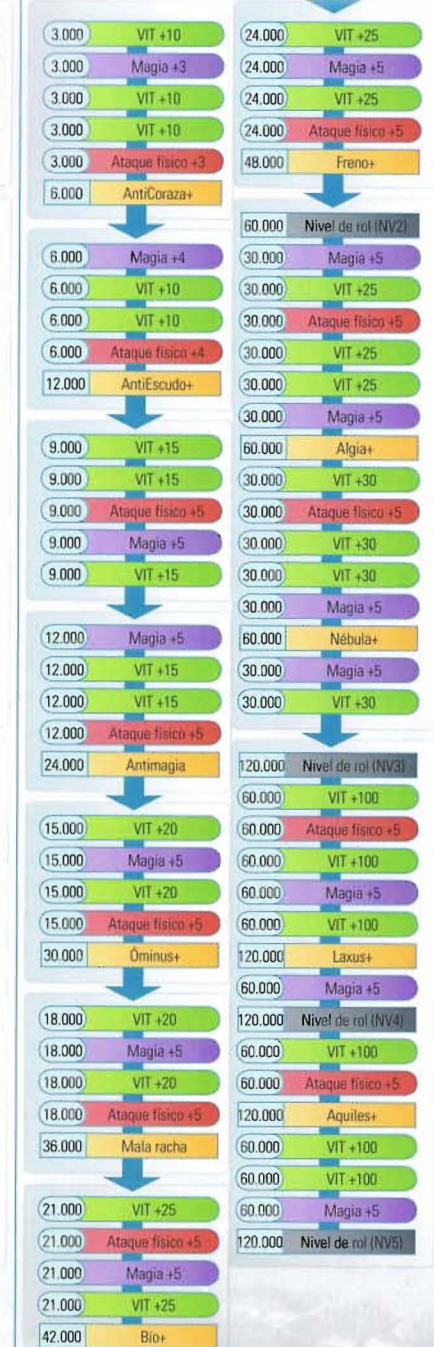 3.000 VIT +10
3.000 Magia +3
3.000 VIT +10
3.000 VIT +10
3.000 Ataque físico +3
6.000 AntiCoraza+
6.000 Magia +4
6.000 VIT +10
6.000 VIT +10
6.000 Ataque físico +4
12.000 AntiEscudo+
9.000 VIT +15
9.000 VIT +15
9.000 Ataque físico +5
9.000 Magia +5
9.000 VIT +15
12.000 Magia +5
12.000 VIT +15
12.000 VIT +15
12.000 Ataque físico +5
24.000 Antimagia
15.000 VIT +20
15.000 Magia +5
15.000 VIT +20
15.000 Ataque físico +5
30.000 Ominus+
18.000 VIT +20
18.000 Magia +5
18.000 VIT +20
18.000 Ataque físico +5
36.000 Mala racha
21.000 VIT +25
21.000 Ataque físico +5
21.000 Magia +5
21.000 VIT +25
42.000 Bío+
24.000 VIT +25
24.000 Magia +5
24.000 VIT +25
24.000 Ataque físico +5
48.000 Freno+
60.000 Nivel de rol (NV2)
30.000 Magia +5
30.000 VIT +25
30.000 Ataque físico +5
30.000 VIT +25
30.000 VIT +25
30.000 Magia +5
60.000 Algia+
30.000 VIT +30
30.000 Ataque físico +5
30.000 VIT +30
30.000 VIT +30
30.000 Magia +5
60.000 Nébula+
30.000 Magia +5
30.000 VIT +30
120.000 Nivel de rol (NV3)
60.000 VIT +100
60.000 Ataque físico +5
60.000 VIT +100
60.000 Magia +5
60.000 VIT +100
120.000 Laxus+
60.000 Magia +5
120.000 Nivel de rol (NV4)
60.000 VIT +100
60.000 Ataque físico +5
120.000 Aquiles+
60.000 VIT +100
60.000 VIT +100
60.000 Magia +5
120.000 Nivel de rol (NV5)